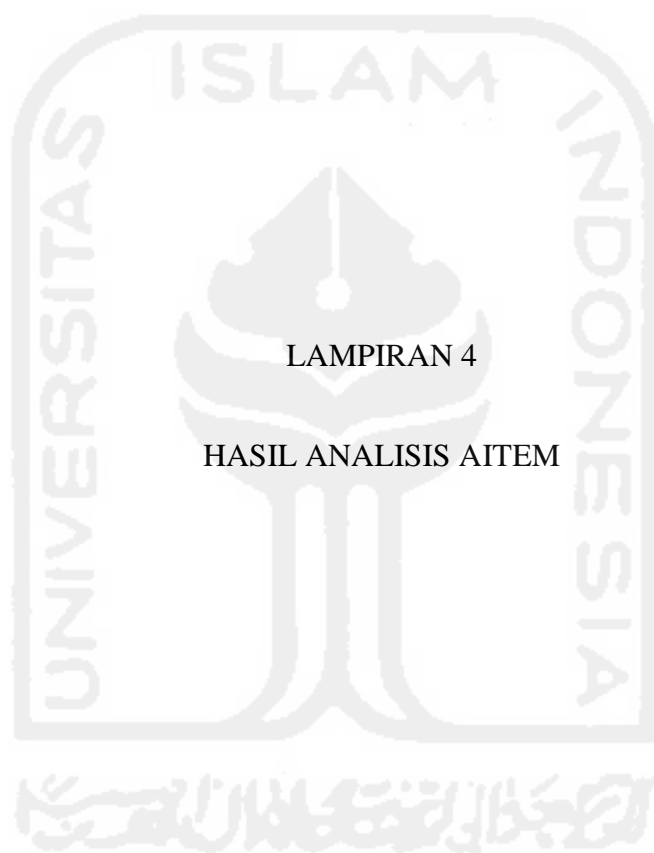 ISLAM
UNIVERSITAS
INDONESIA
LAMPIRAN 4
HASIL ANALISIS AITEM